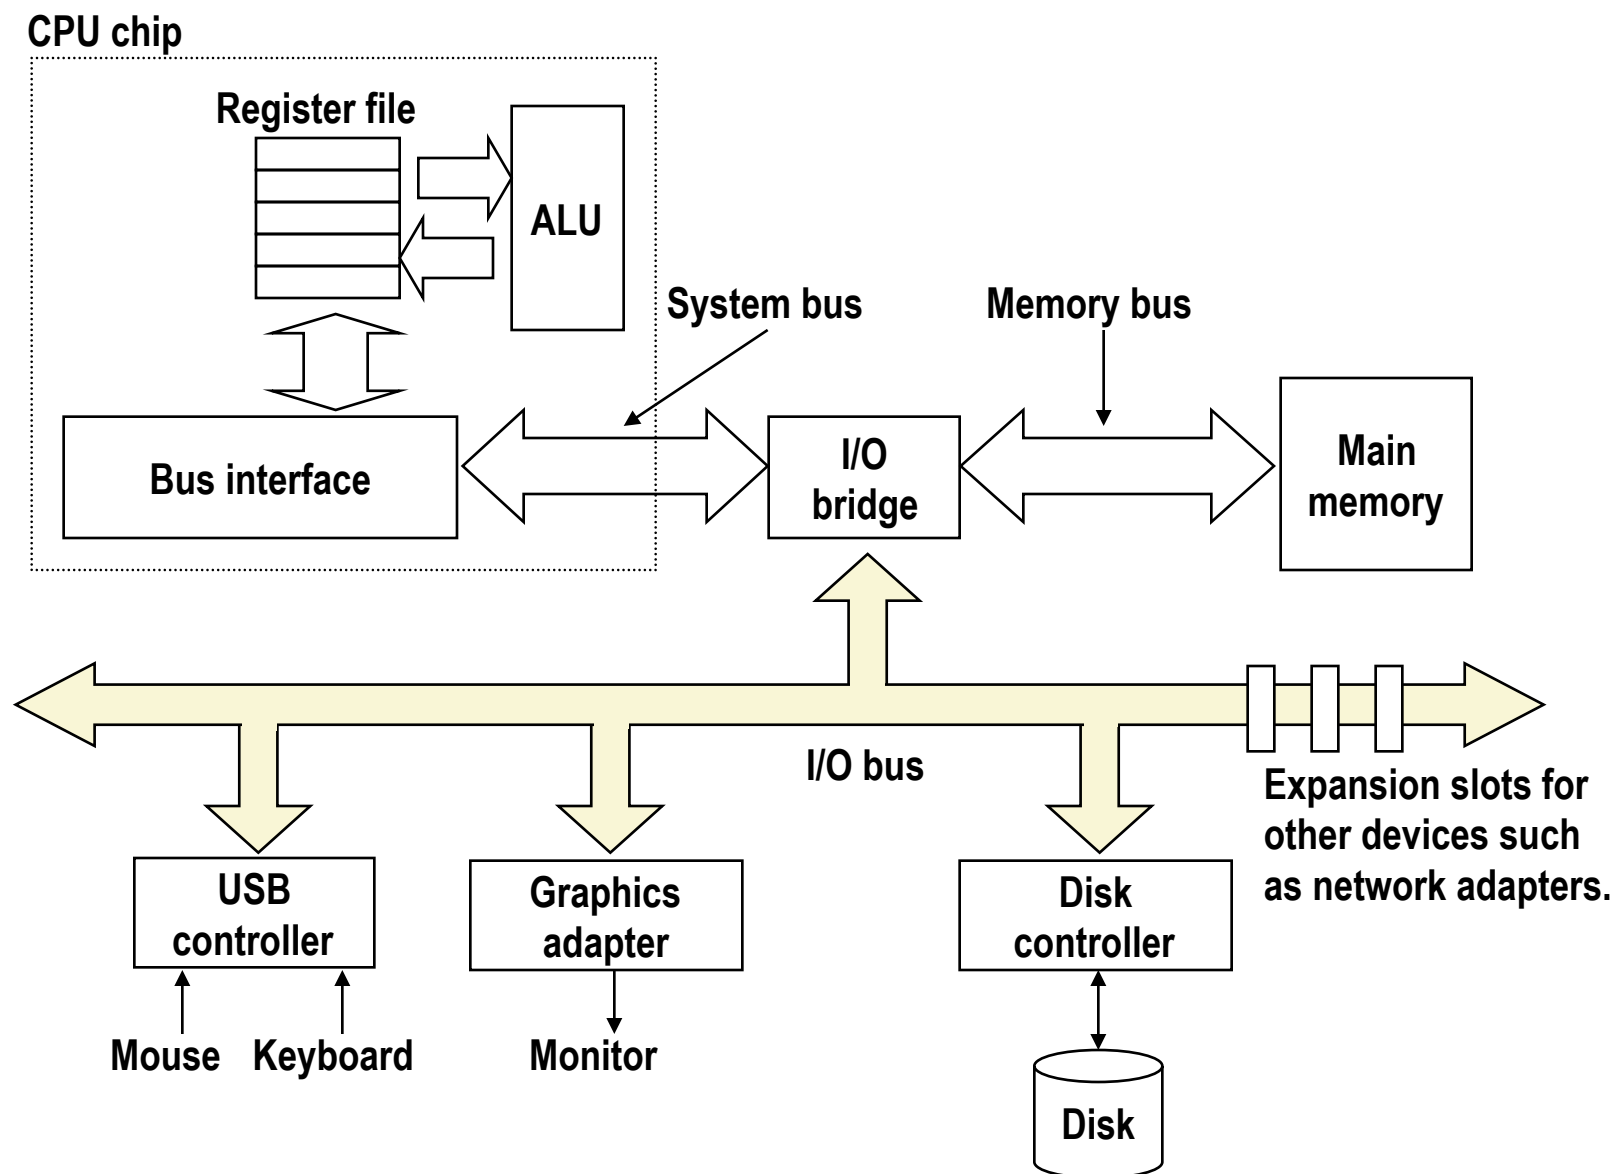 CPU chip
Register file
ALU
System bus
Memory bus
Bus interface
I/O
bridge
Main
memory
I/O bus
Expansion slots for
other devices such
as network adapters.
USB
controller
Graphics
adapter
Disk
controller
Mouse
Keyboard
Monitor
Disk